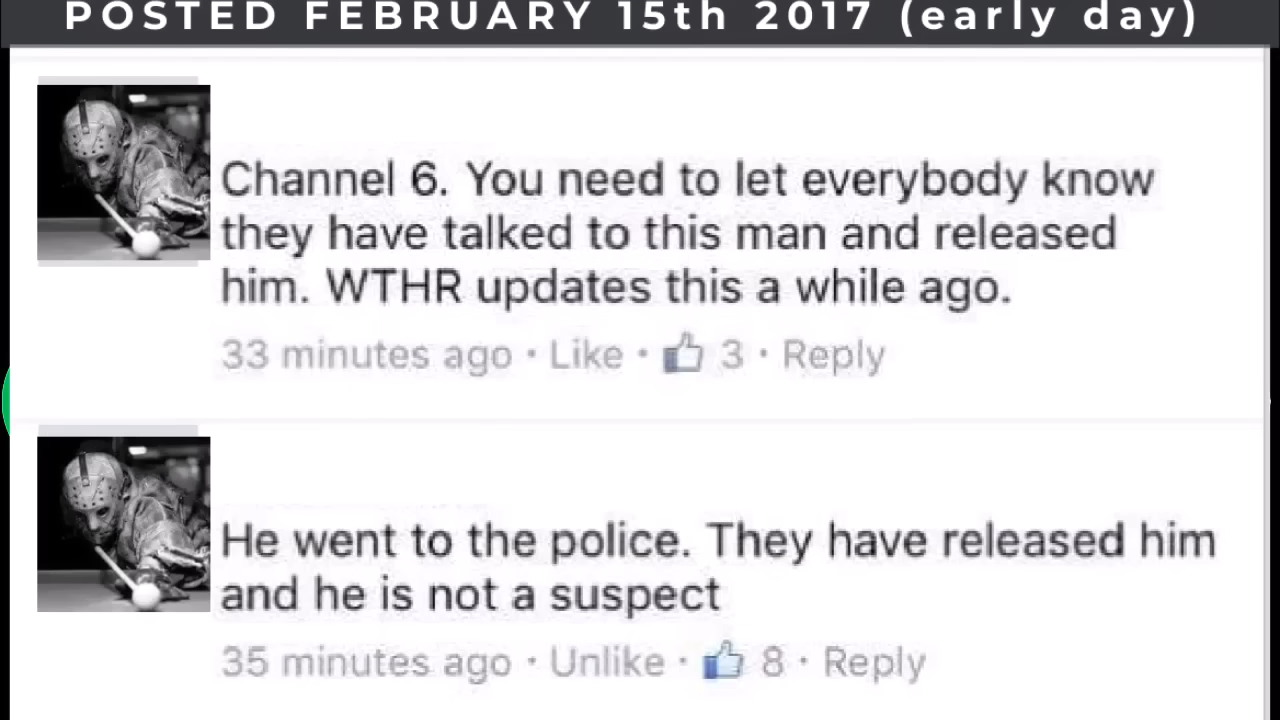 POSTED FEBRUARY 15th 2017 (early day)
Channel 6. You need to let everybody know
they have talked to this man and released
him. WTHR updates this a while ago.
33 minutes ago · Like · 3 · Reply
He went to the police. They have released him
and he is not a suspect
35 minutes ago · Unlike · 8 · Reply